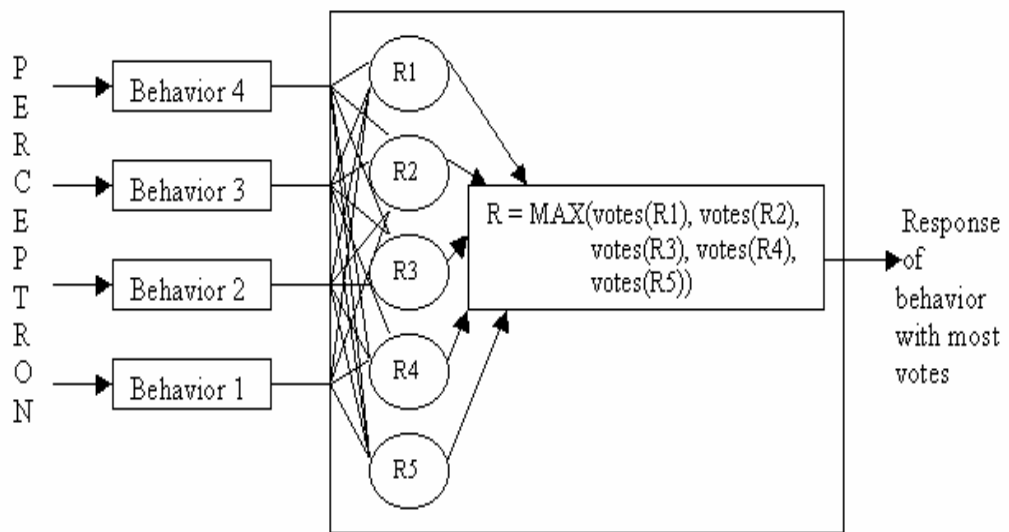 PERCEPTRON
Behavior 4
Behavior 3
Behavior 2
Behavior 1
R1
R2
R3
R4
R5
R = MAX(votes(R1), votes(R2),
votes(R3), votes(R4),
votes(R5))
Response
of
behavior
with most
votes